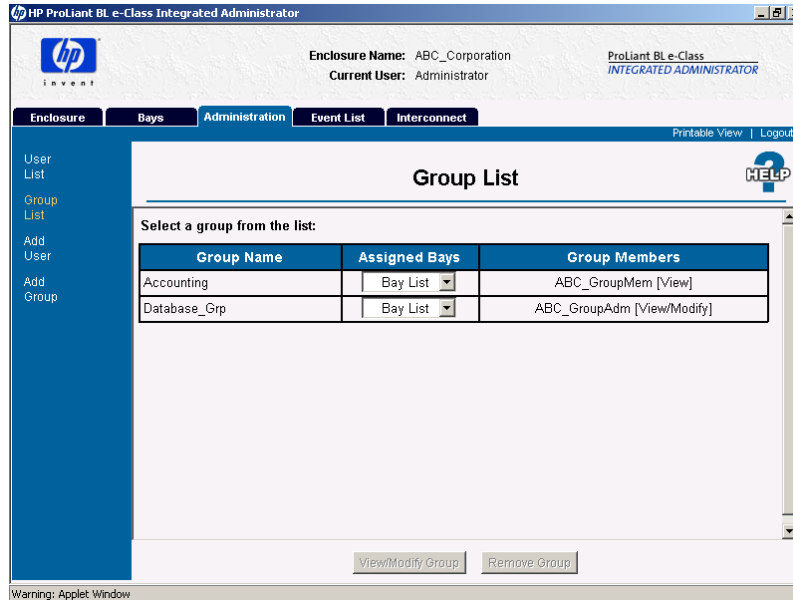 HP ProLiant BL e-Class Integrated Administrator
hp
invent
Enclosure Name: ABC_Corporation
Current User: Administrator
ProLiant BL e-Class
INTEGRATED ADMINISTRATOR
Enclosure Bays Administration Event List Interconnect
Printable View | Logout
User
List
Group
List
Add
User
Add
Group
Group List
HELP
Select a group from the list:
Group Name Assigned Bays Group Members
Accounting Bay List ABC_GroupMem [View]
Database_Grp Bay List ABC_GroupAdm [View/Modify]
View/Modify Group Remove Group
Warning: Applet Window